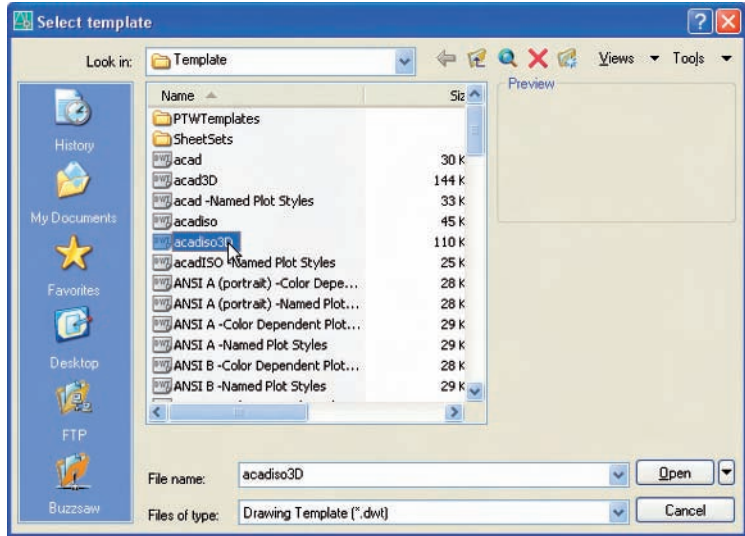 Select template
Look in: Template Views Tools
Name Siz Preview
PTWTemplates
SheetSets
acad 30 K
acad3D 144 K
acad -Named Plot Styles 33 K
acadiso 45 K
acadiso3D 110 K
acadISO -Named Plot Styles 25 K
ANSI A (portrait) -Color Depe... 28 K
ANSI A (portrait) -Named Plot... 28 K
ANSI A -Color Dependent Plot... 29 K
ANSI A -Named Plot Styles 29 K
ANSI B -Color Dependent Plot... 28 K
ANSI B -Named Plot Styles 29 K
History
My Documents
Favorites
Desktop
FTP
Buzzsaw
File name: acadiso3D Open
Files of type: Drawing Template (*.dwt) Cancel